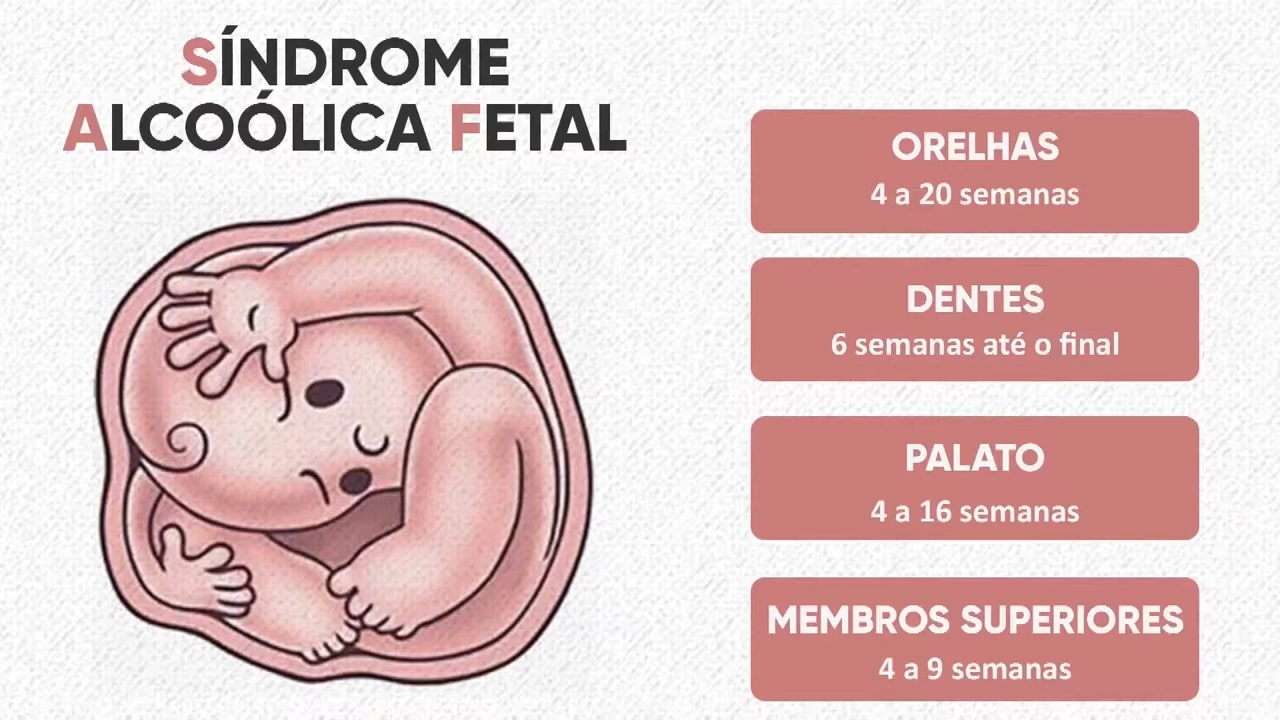 SÍNDROME
ALCOÓLICA FETAL
ORELHAS
4 a 20 semanas
DENTES
6 semanas até o final
PALATO
4 a 16 semanas
MEMBROS SUPERIORES
4 a 9 semanas